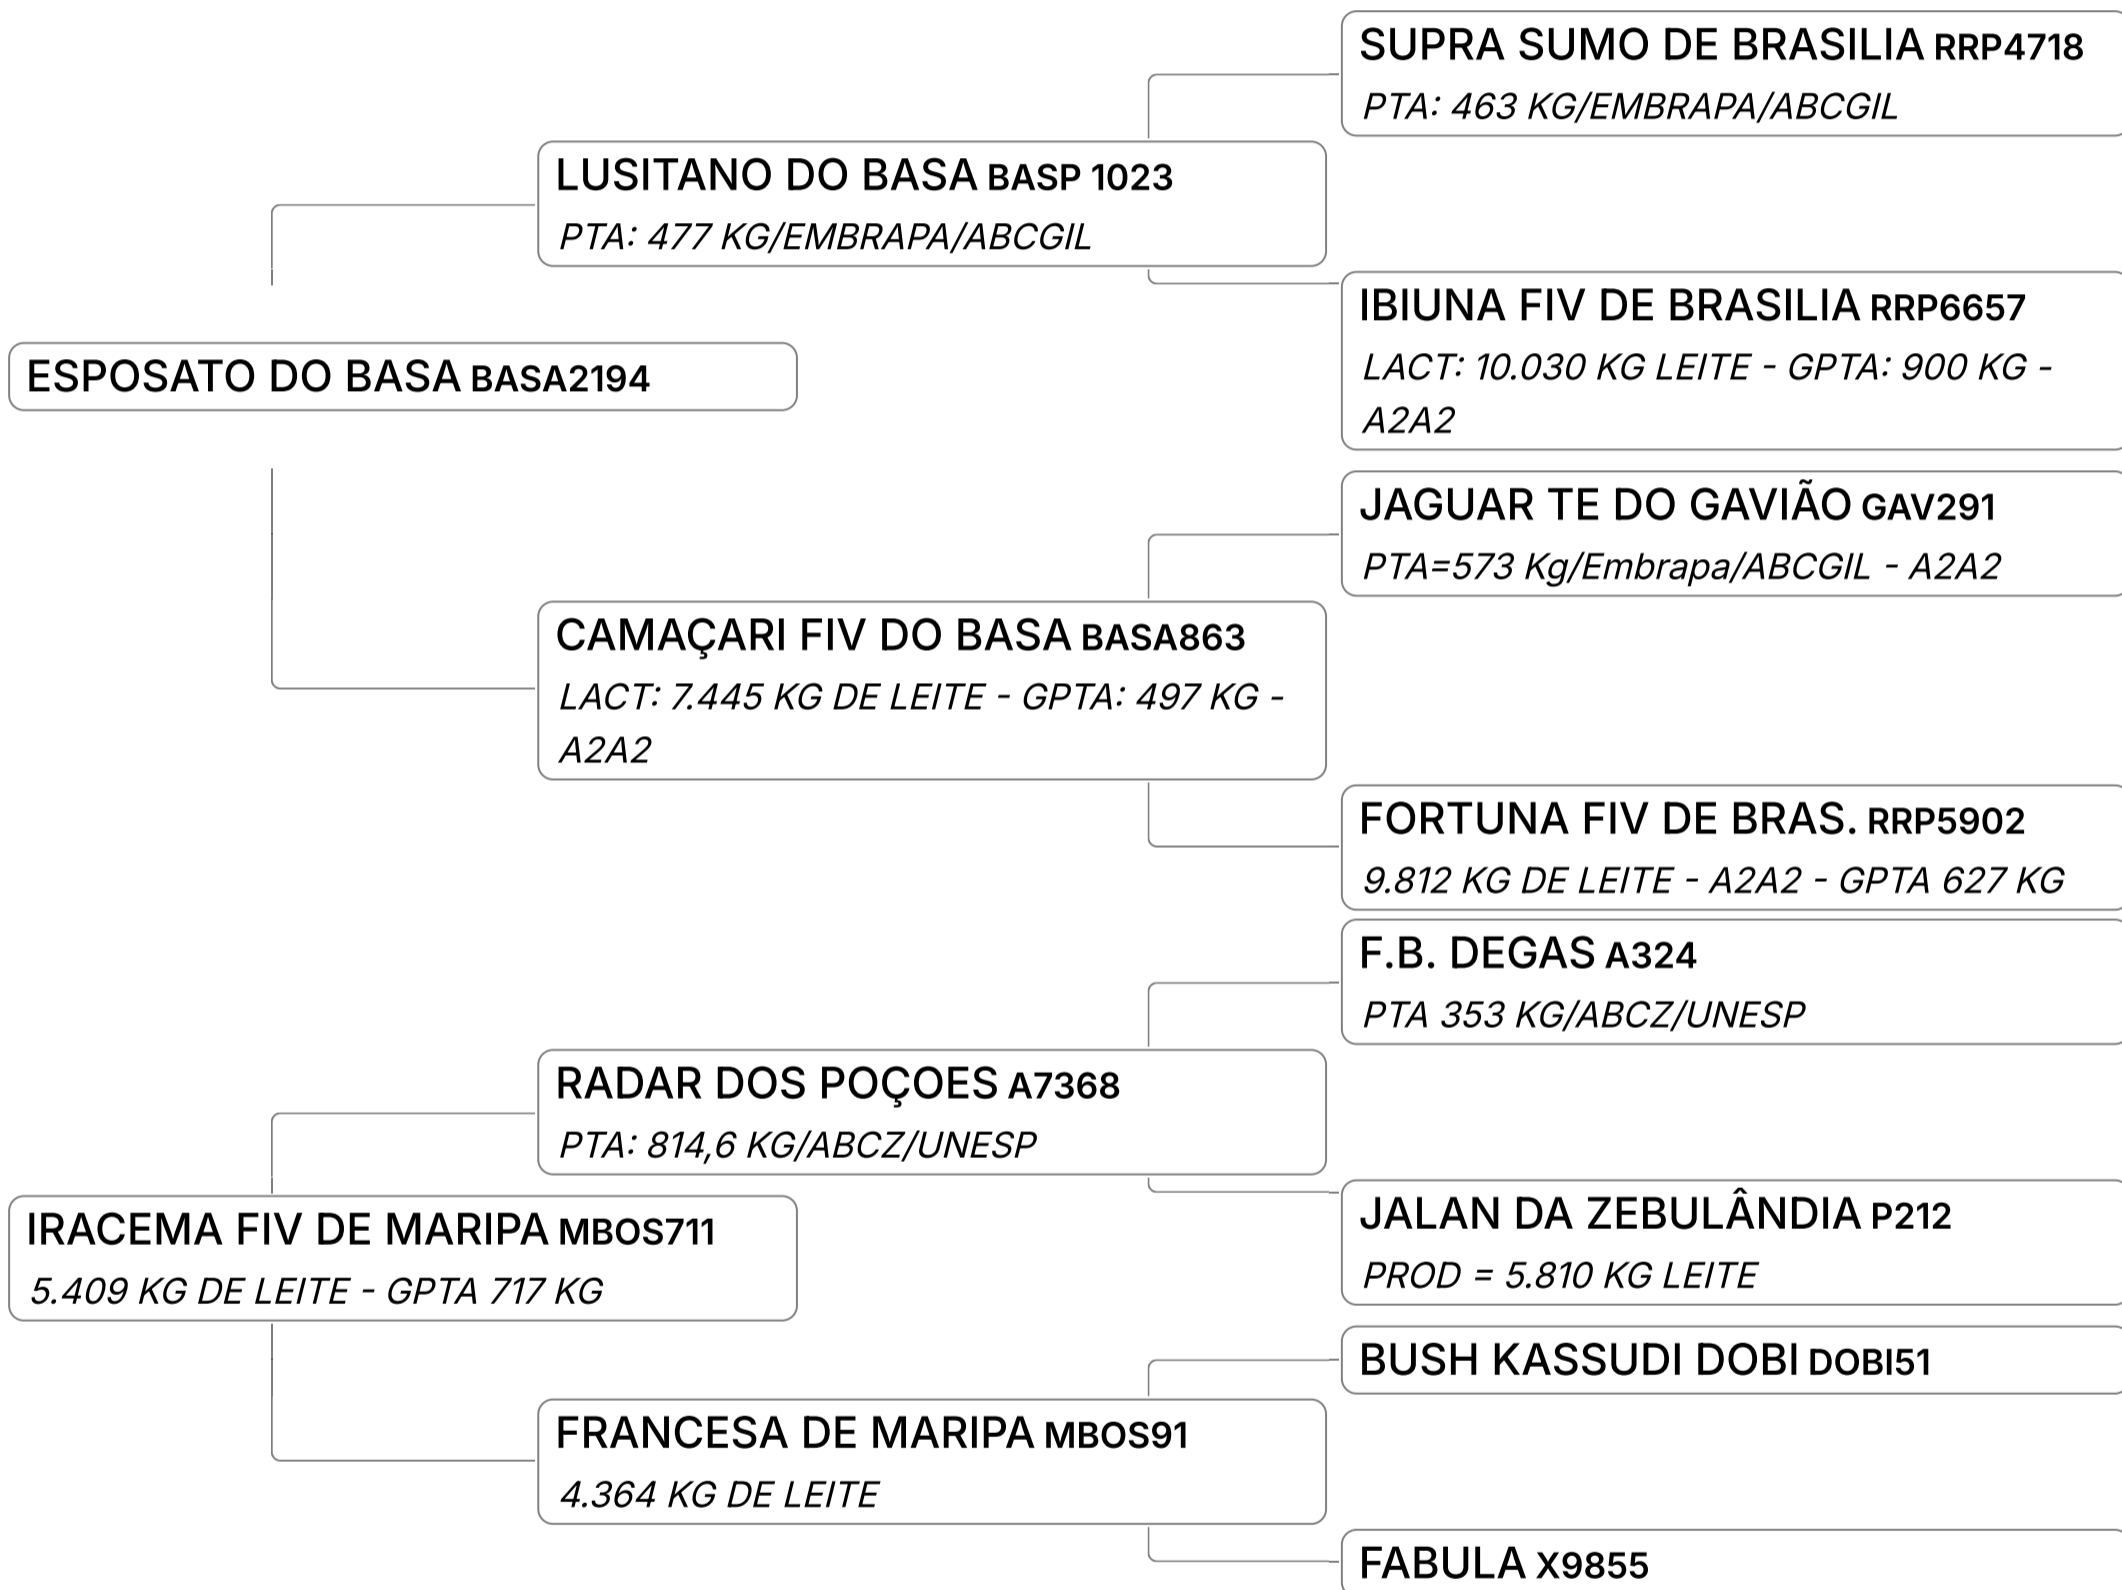 SUPRA SUMO DE BRASILIA RRP4718
PTA: 463 KG/EMBRAPA/ABCGIL
LUSITANO DO BASA BASP 1023
PTA: 477 KG/EMBRAPA/ABCGIL
IBIUNA FIV DE BRASILIA RRP6657
LACT: 10.030 KG LEITE - GPTA: 900 KG -
A2A2
ESPOSATO DO BASA BASA2194
JAGUAR TE DO GAVIÃO GAV291
PTA=573 Kg/Embrapa/ABCGIL - A2A2
CAMAÇARI FIV DO BASA BASA863
LACT: 7.445 KG DE LEITE - GPTA: 497 KG -
A2A2
FORTUNA FIV DE BRAS. RRP5902
9.812 KG DE LEITE - A2A2 - GPTA 627 KG
F.B. DEGAS A324
PTA 353 KG/ABCZ/UNESP
RADAR DOS POÇOES A7368
PTA: 814,6 KG/ABCZ/UNESP
JALAN DA ZEBULÂNDIA P212
PROD = 5.810 KG LEITE
IRACEMA FIV DE MARIPA MBOS711
5.409 KG DE LEITE - GPTA 717 KG
BUSH KASSUDI DOBI DOBI51
FRANCESA DE MARIPA MBOS91
4.364 KG DE LEITE
FABULA X9855